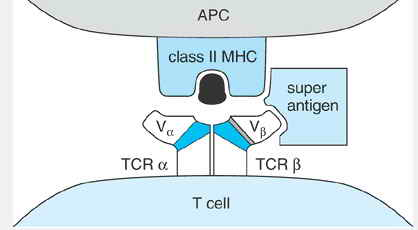 APC
class II MHC
super
antigen
Vα
Vβ
TCR α
TCR β
T cell